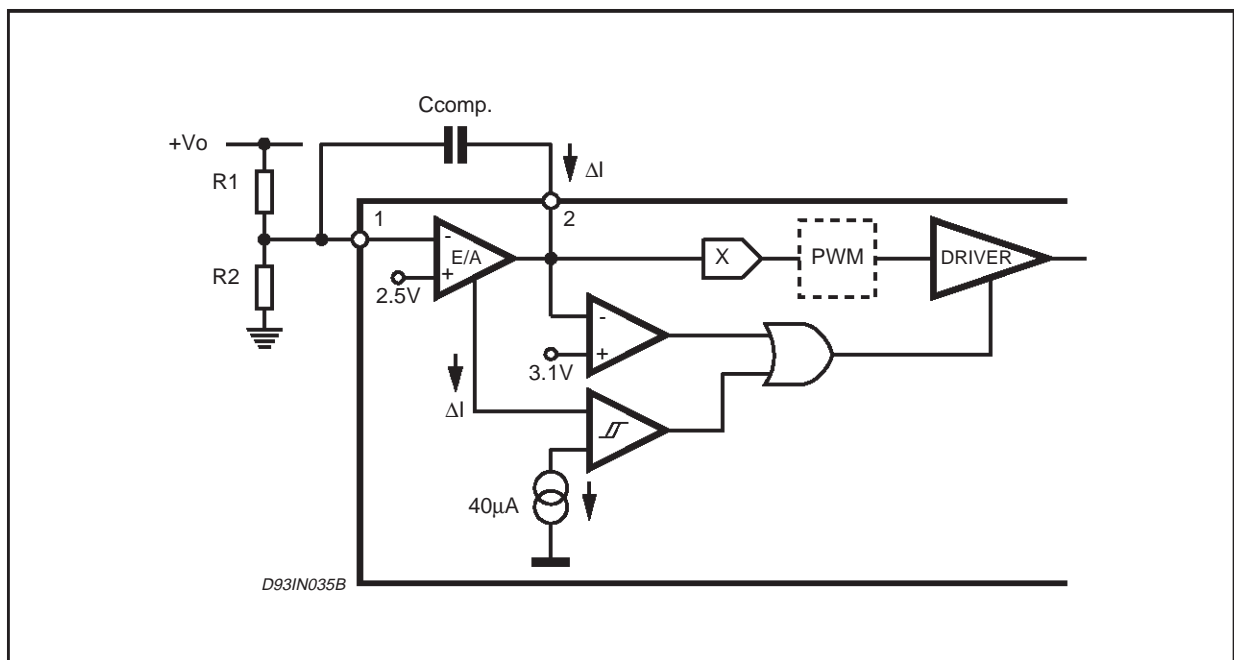 Ccomp.
+Vo
ΔI
R1
1
2
-
E/A
X
PWM
DRIVER
+
R2
2.5V
-
+
3.1V
ΔI
40μA
D93IN035B